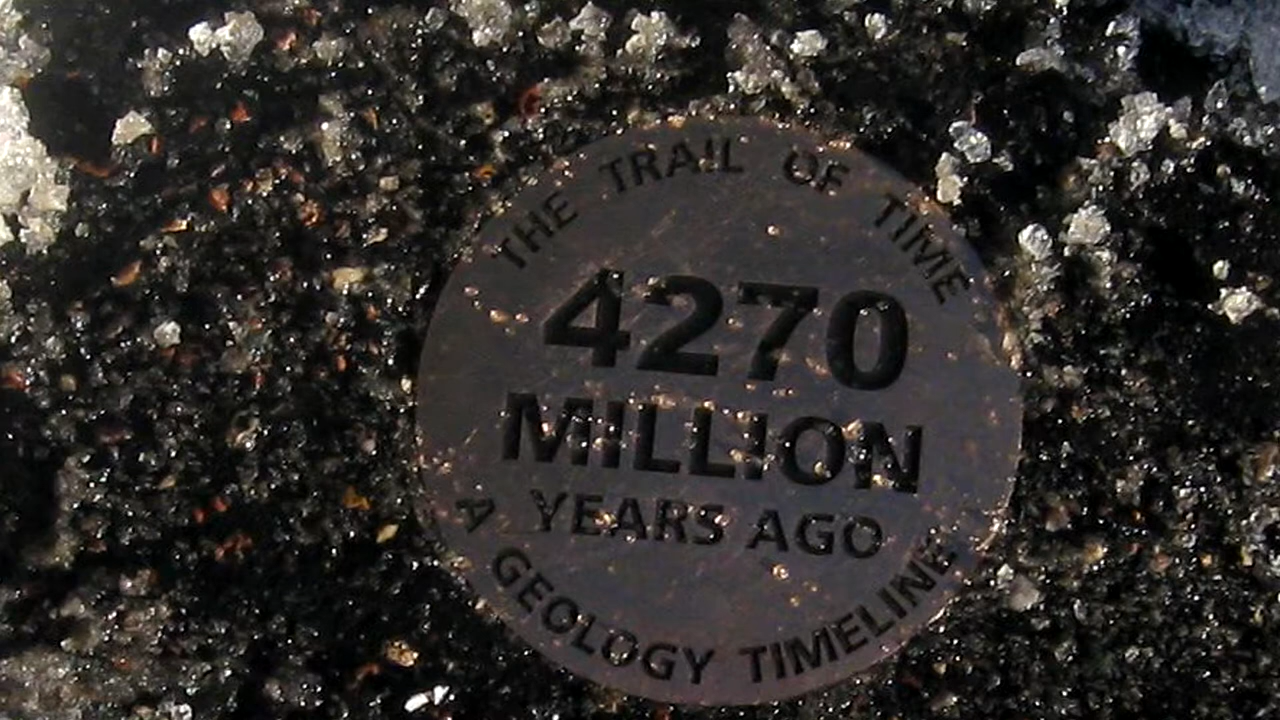 THE TRAIL OF TIME
4270
MILLION
YEARS AGO
A GEOLOGY TIMELINE